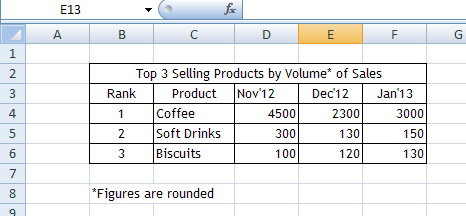 E13 fx
A B C D E F G
1
2 Top 3 Selling Products by Volume* of Sales
3 Rank Product Nov'12 Dec'12 Jan'13
4 1 Coffee 4500 2300 3000
5 2 Soft Drinks 300 130 150
6 3 Biscuits 100 120 130
7
8 *Figures are rounded
9